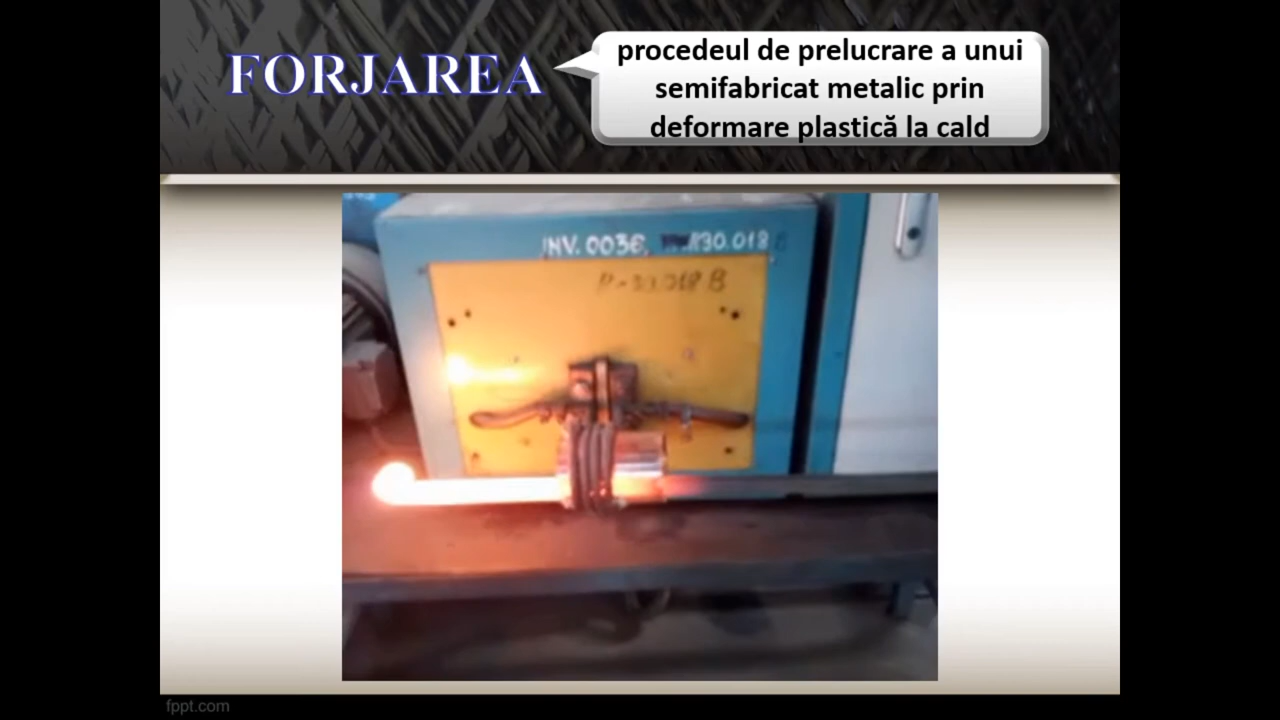 FORJAREA
procedeul de prelucrare a unui
semifabricat metalic prin
deformare plastică la cald
INV. 0036,
fppt.com